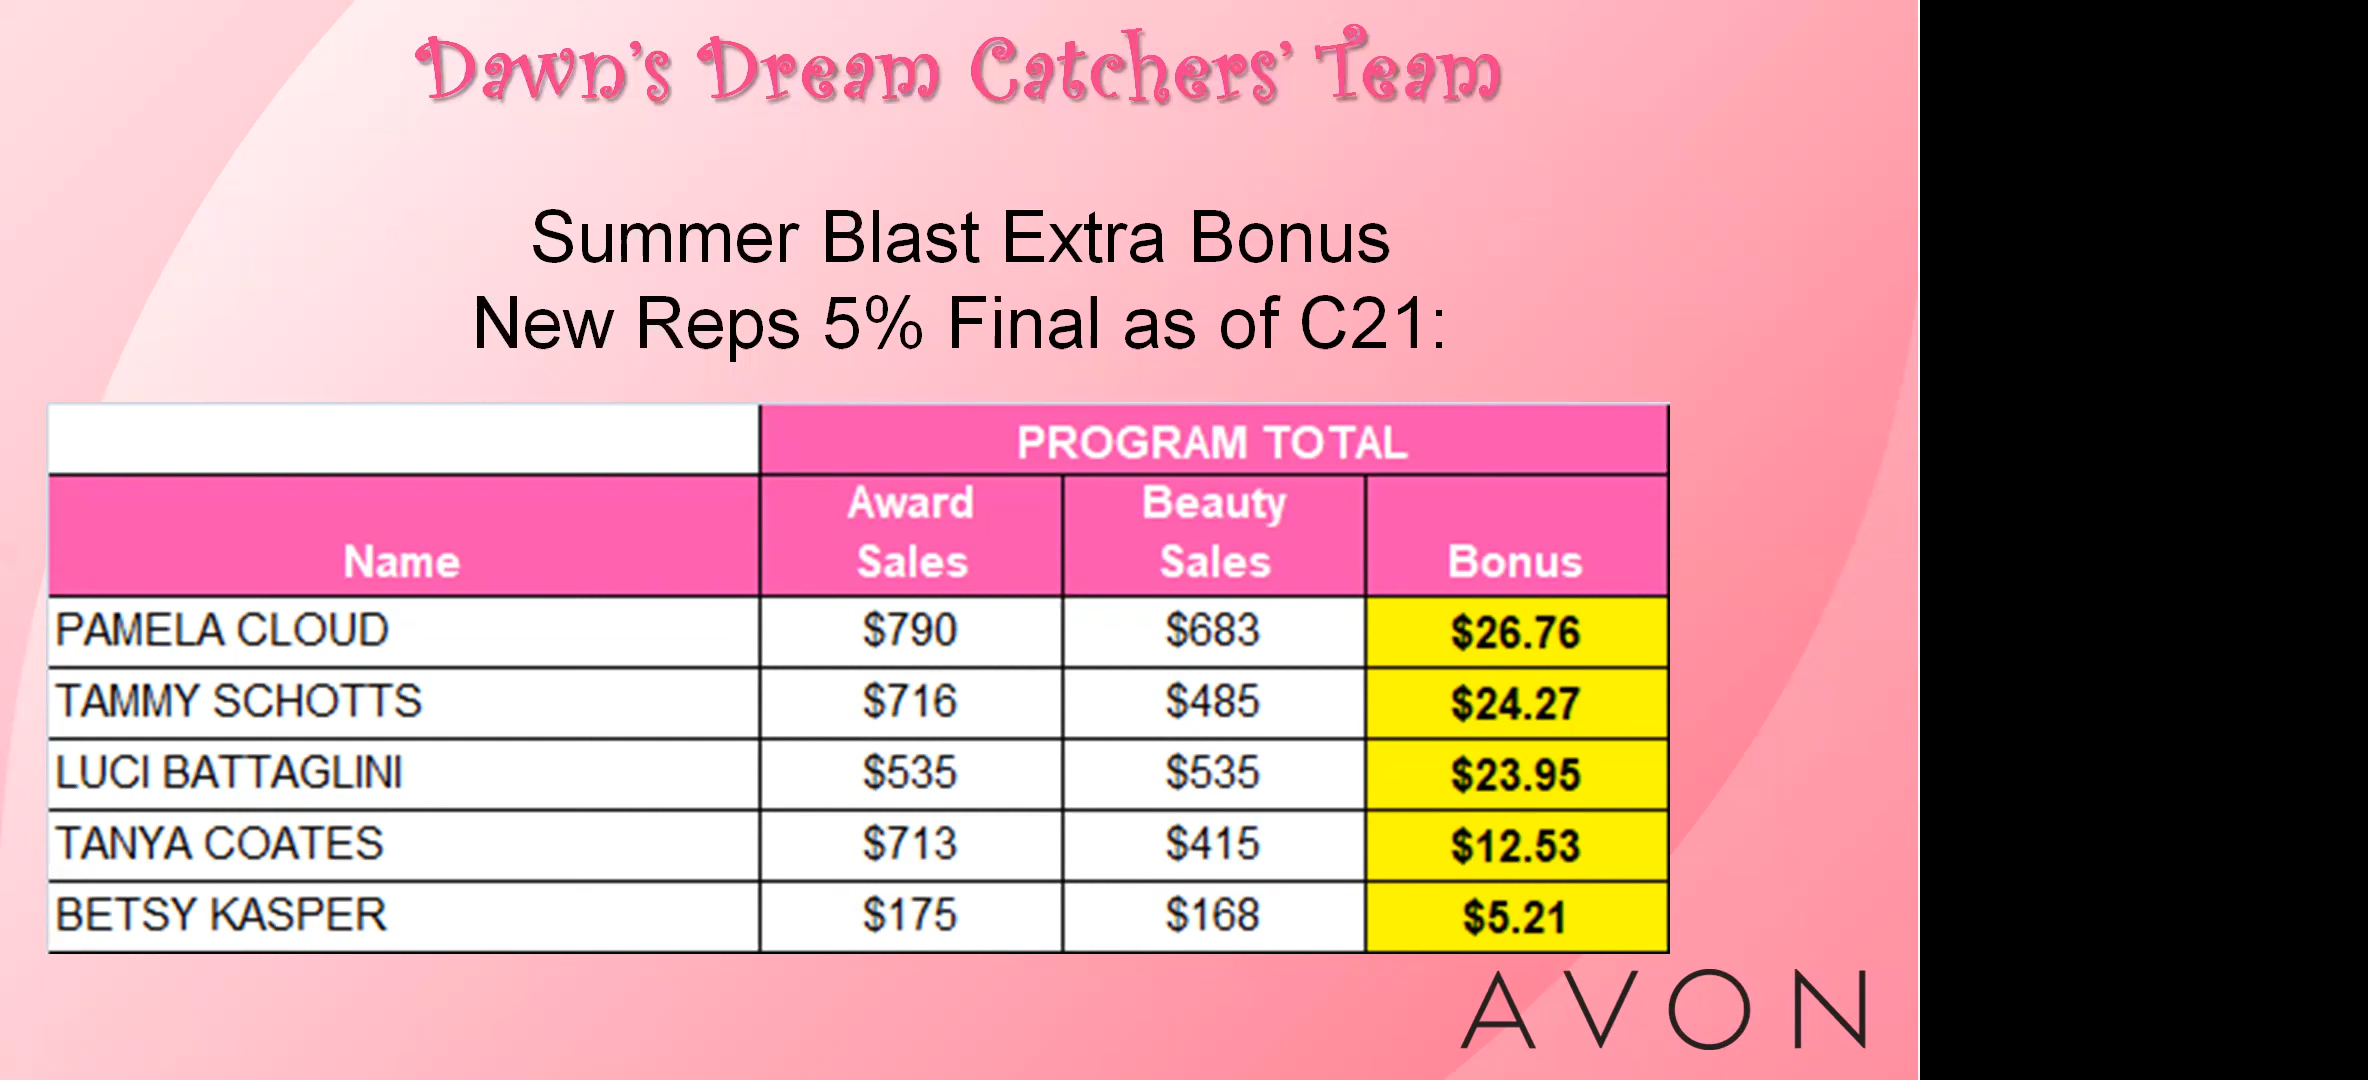 Dawn's Dream Catchers' Team
Summer Blast Extra Bonus
New Reps 5% Final as of C21:
PROGRAM TOTAL
Name Award Sales Beauty Sales Bonus
PAMELA CLOUD $790 $683 $26.76
TAMMY SCHOTTS $716 $485 $24.27
LUCI BATTAGLINI $535 $535 $23.95
TANYA COATES $713 $415 $12.53
BETSY KASPER $175 $168 $5.21
AVON